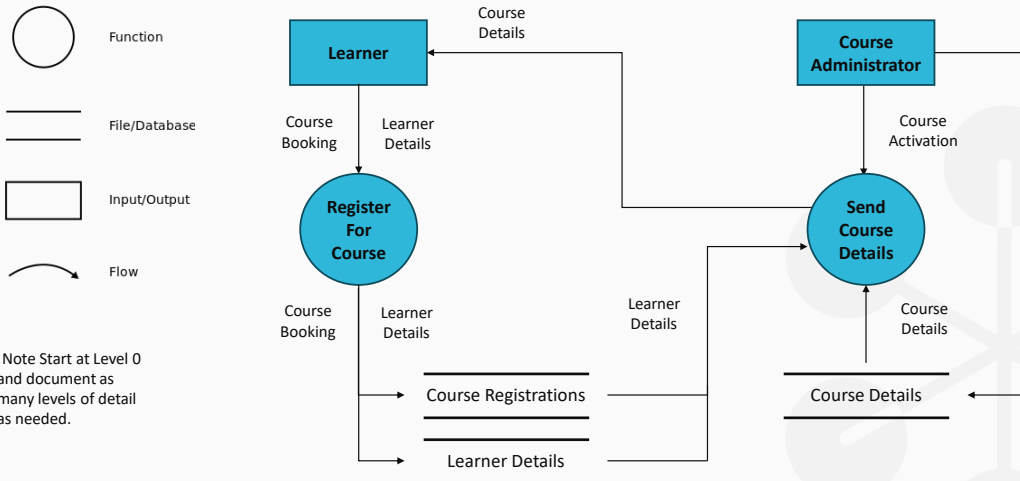 Function
File/Database
Input/Output
Flow
Note Start at Level 0
and document as
many levels of detail
as needed.
Course
Details
Learner
Course
Administrator
Course
Booking
Learner
Details
Course
Activation
Register
For
Course
Send
Course
Details
Course
Booking
Learner
Details
Learner
Details
Course
Details
Course Registrations
Course Details
Learner Details